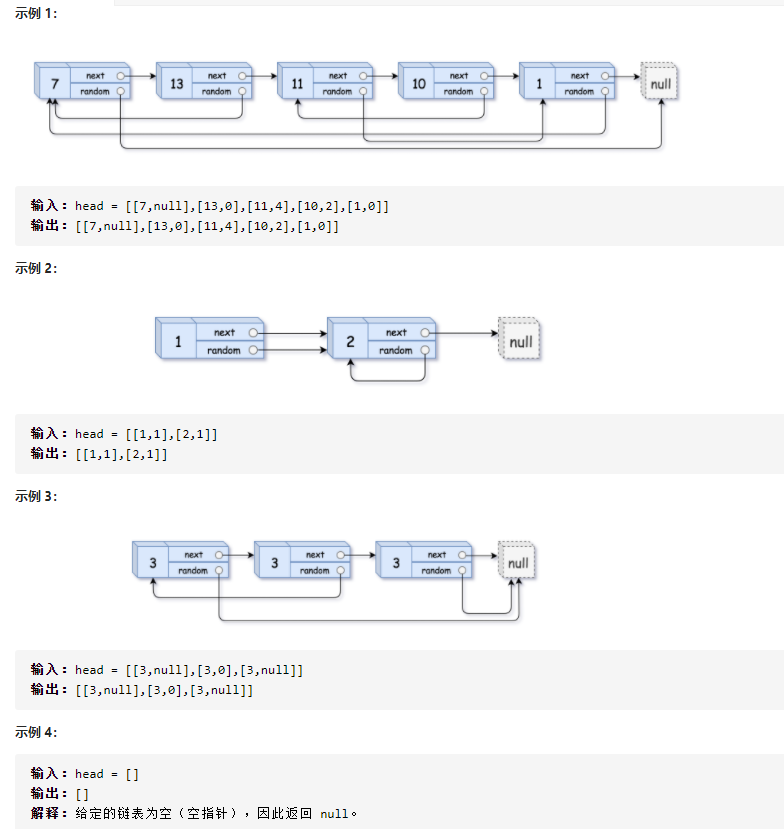 示例 1：
7 next random 13 next random 11 next random 10 next random 1 next random null
输入：head = [[7,null],[13,0],[11,4],[10,2],[1,0]]
输出：[[7,null],[13,0],[11,4],[10,2],[1,0]]
示例 2：
1 next random 2 next random null
输入：head = [[1,1],[2,1]]
输出：[[1,1],[2,1]]
示例 3：
3 next random 3 next random 3 next random null
输入：head = [[3,null],[3,0],[3,null]]
输出：[[3,null],[3,0],[3,null]]
示例 4：
输入：head = []
输出：[]
解释：给定的链表为空（空指针），因此返回 null。